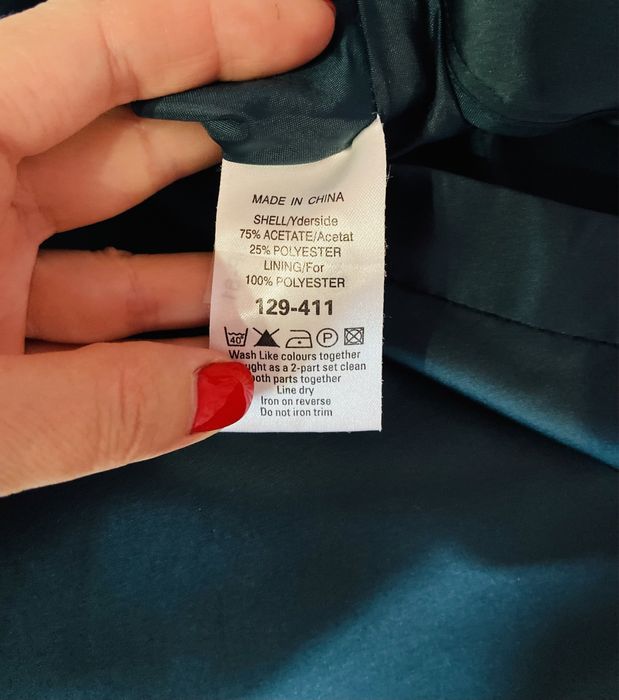 MADE IN CHINA
SHELL/Yderside
75% ACETATE/Acetat
25% POLYESTER
LINING/For
100% POLYESTER
129-411
40 P
Wash Like colours together
as a 2-part set clean
both parts together
Line dry
Iron on reverse
Do not iron trim